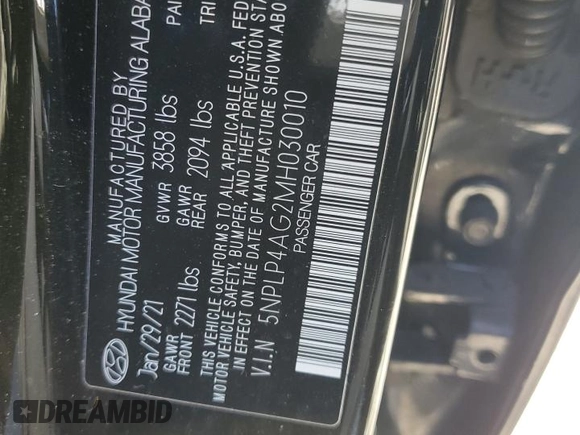 MANUFACTURED BY
HYUNDAI MOTOR MANUFACTURING ALABA
Jan/29/21 GVWR 3858 lbs PAI
GAWR FRONT 2271 lbs GAWR REAR 2094 lbs TRI
THIS VEHICLE CONFORMS TO ALL APPLICABLE U.S.A. FED
MOTOR VEHICLE SAFETY, BUMPER, AND THEFT PREVENTION STA
IN EFFECT ON THE DATE OF MANUFACTURE SHOWN ABO
V.I.N 5NPLP4AG2MH030010
PASSENGER CAR
DREAMBID